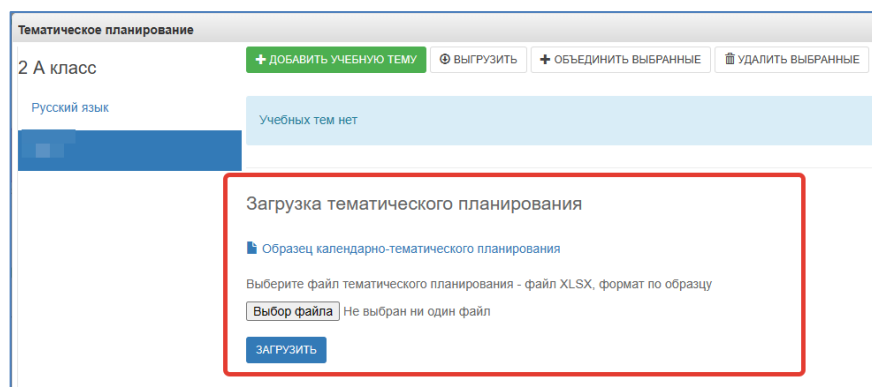 Тематическое планирование
2 А класс
Русский язык
+ ДОБАВИТЬ УЧЕБНУЮ ТЕМУ
ВЫГРУЗИТЬ
+ ОБЪЕДИНИТЬ ВЫБРАННЫЕ
УДАЛИТЬ ВЫБРАННЫЕ
Учебных тем нет
Загрузка тематического планирования
Образец календарно-тематического планирования
Выберите файл тематического планирования - файл XLSX, формат по образцу
Выбор файла Не выбран ни один файл
ЗАГРУЗИТЬ